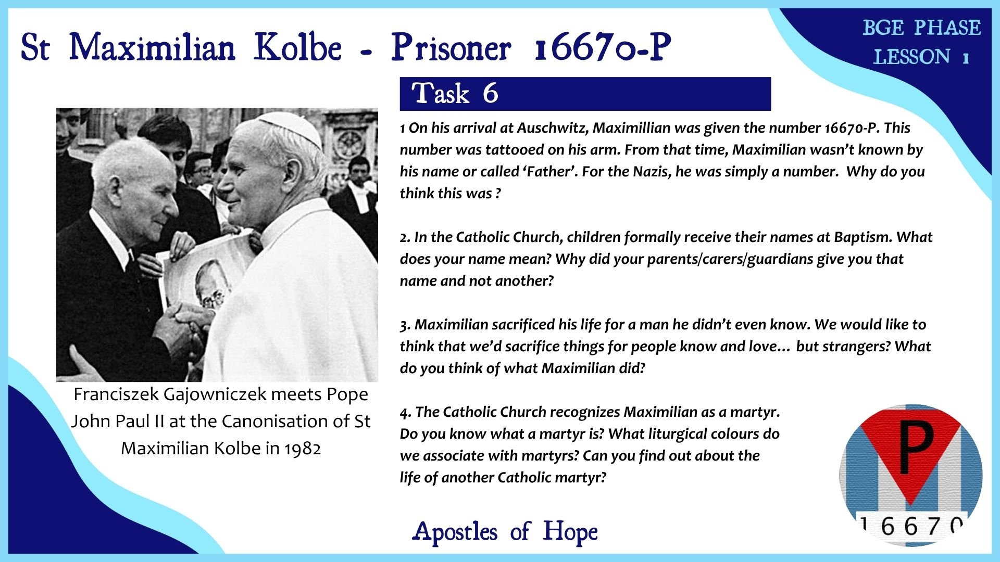 St Maximilian Kolbe - Prisoner 16670-P
BGE PHASE
LESSON 1
Task 6
1 On his arrival at Auschwitz, Maximillian was given the number 16670-P. This
number was tattooed on his arm. From that time, Maximilian wasn’t known by
his name or called ‘Father’. For the Nazis, he was simply a number.  Why do you
think this was ?
2. In the Catholic Church, children formally receive their names at Baptism. What
does your name mean? Why did your parents/carers/guardians give you that
name and not another?
3. Maximilian sacrificed his life for a man he didn’t even know. We would like to
think that we’d sacrifice things for people know and love... but strangers? What
do you think of what Maximilian did?
4. The Catholic Church recognizes Maximilian as a martyr.
Do you know what a martyr is? What liturgical colours do
we associate with martyrs? Can you find out about the
life of another Catholic martyr?
Franciszek Gajowniczek meets Pope
John Paul II at the Canonisation of St
Maximilian Kolbe in 1982
P
16670
Apostles of Hope